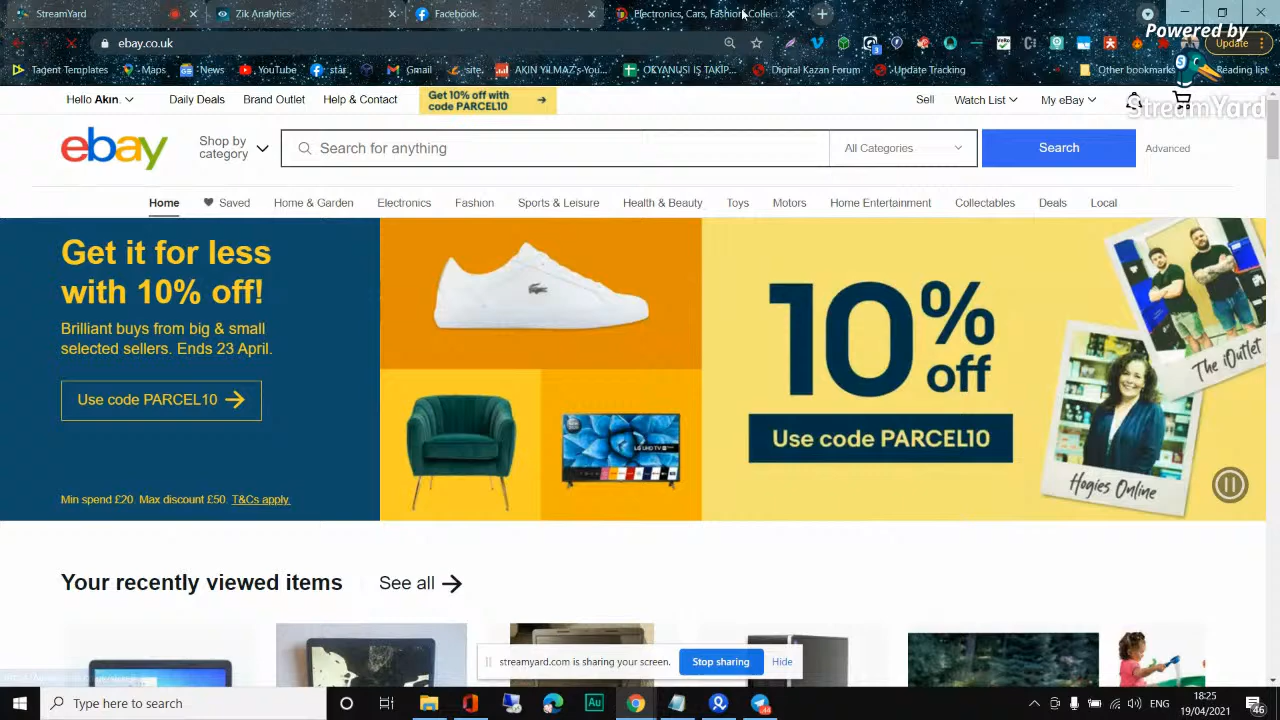 StreamYard
Zik Analytics
Facebook
Electronics, Cars, Fashion, Collec
Powered by
ebay.co.uk
Update
Tagent Templates
Maps
News
YouTube
star
Gmail
site
AKIN YILMAZ's-You...
OKYANUSI İŞ TAKİP...
Digital Kazan Forum
Update Tracking
Other bookmarks
Reading list
StreamYard
Hello Akın.
Daily Deals
Brand Outlet
Help & Contact
Get 10% off with
code PARCEL10
Sell
Watch List
My eBay
ebay
Shop by
category
Search for anything
All Categories
Search
Advanced
Home
Saved
Home & Garden
Electronics
Fashion
Sports & Leisure
Health & Beauty
Toys
Motors
Home Entertainment
Collectables
Deals
Local
Get it for less
with 10% off!
Brilliant buys from big & small
selected sellers. Ends 23 April.
Use code PARCEL10
Min spend £20. Max discount £50. T&Cs apply.
10% off
Use code PARCEL10
The iOutlet
Hogies Online
Your recently viewed items
See all
streamyard.com is sharing your screen.
Stop sharing
Hide
Type here to search
ENG
18:25
19/04/2021
46